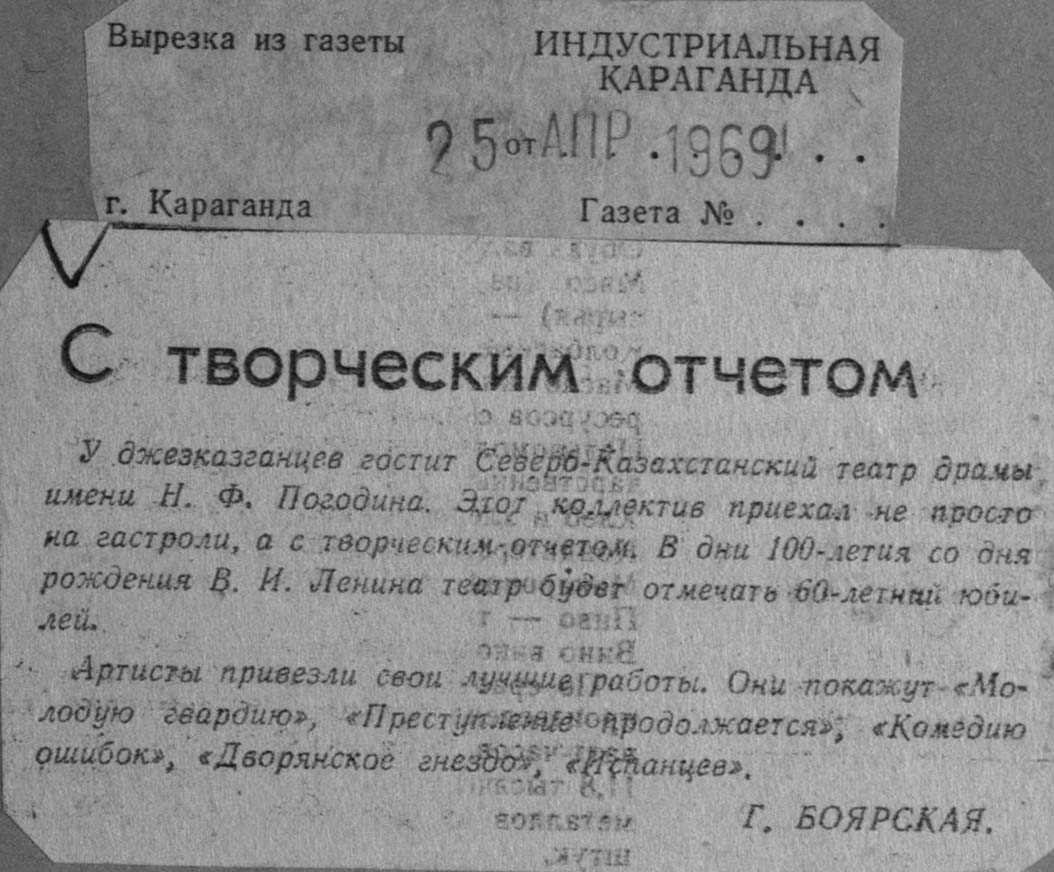 Вырезка из газеты ИНДУСТРИАЛЬНАЯ
КАРАГАНДА
25 от АПР . 1969 . . .
г. Караганда Газета № . . . .
С творческим отчетом
У джезказганцев гостит Северо-Казахстанский театр драмы
имени Н. Ф. Погодина. Этот коллектив приехал не просто
на гастроли, а с творческим отчетом. В дни 100-летия со дня
рождения В. И. Ленина театр будет отмечать 60-летний юби-
лей.
Артисты привезли свои лучшие работы. Они покажут «Мо-
лодую гвардию», «Преступление продолжается», «Комедию
ошибок», «Дворянское гнездо», «Испанцев».
Г. БОЯРСКАЯ.